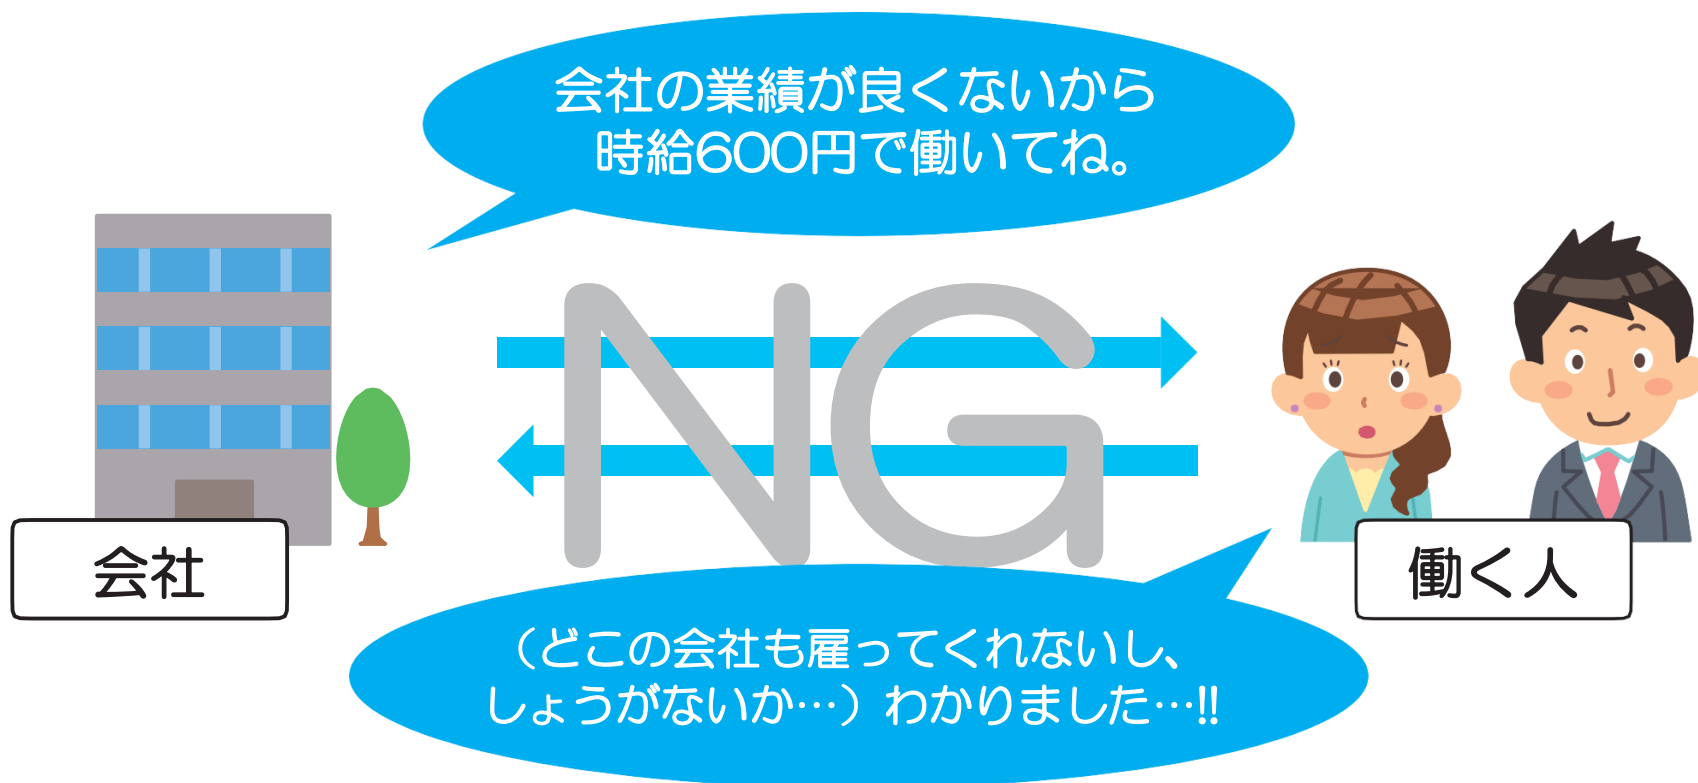 会社の業績が良くないから
時給600円で働いてね。
NG
会社
働く人
（どこの会社も雇ってくれないし、
しょうがないか…）わかりました…!!